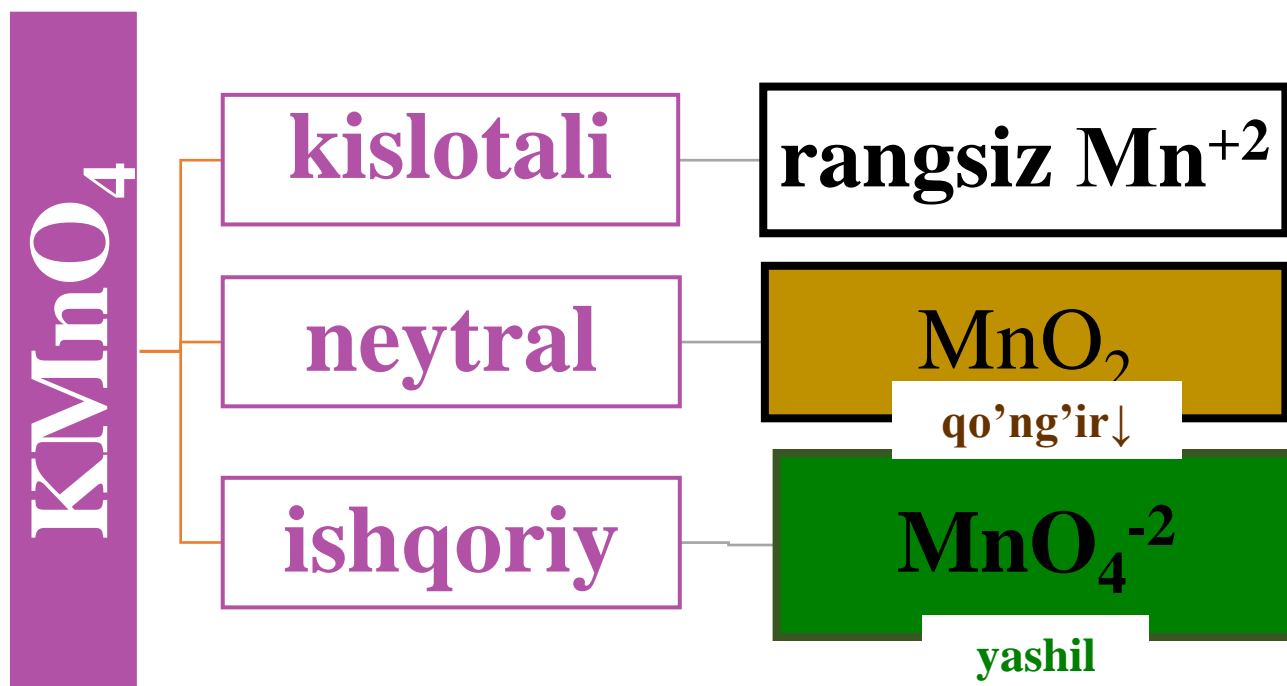 KMnO₄
kislotali
rangsiz Mn⁺²
neytral
MnO₂
qo’ng’ir↓
ishqoriy
MnO₄⁻²
yashil